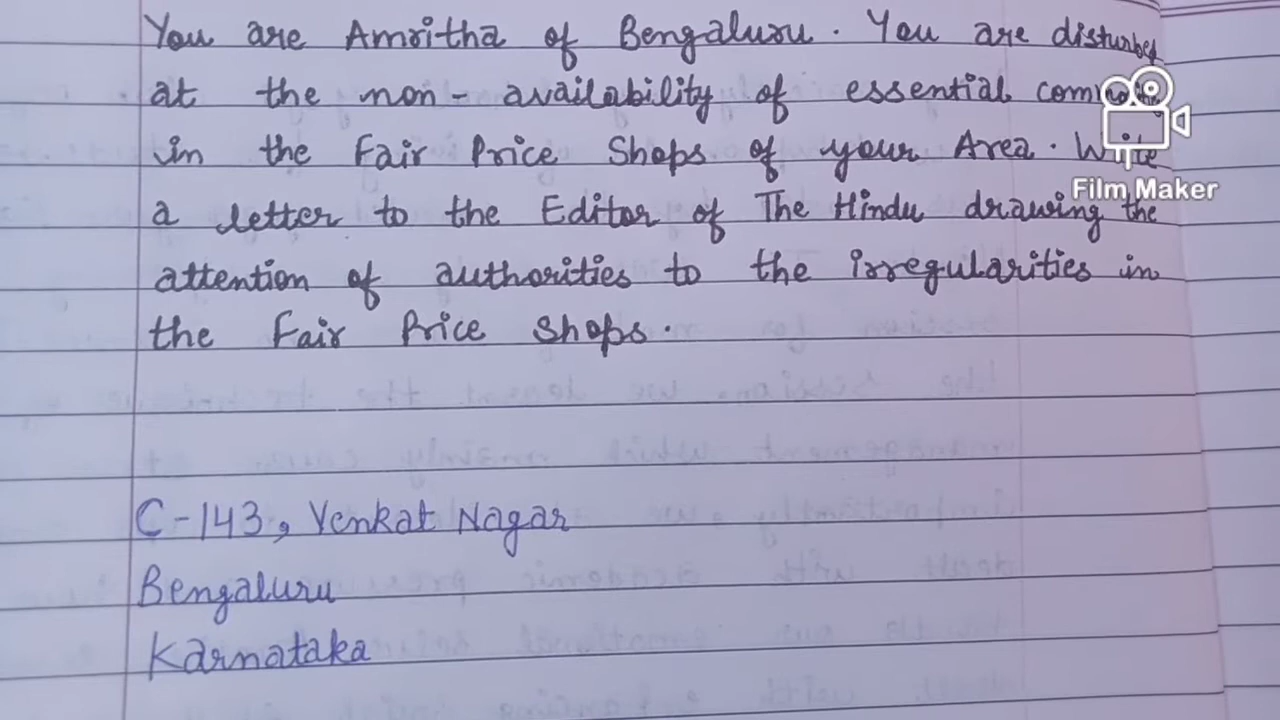 You are Amritha of Bengaluru. You are disturbed
at the non-availability of essential
in the Fair Price Shops of your Area. Write
a letter to the Editor of The Hindu drawing the
attention of authorities to the irregularities in
the Fair Price Shops.
Film Maker
C-143, Venkat Nagar
Bengaluru
Karnataka